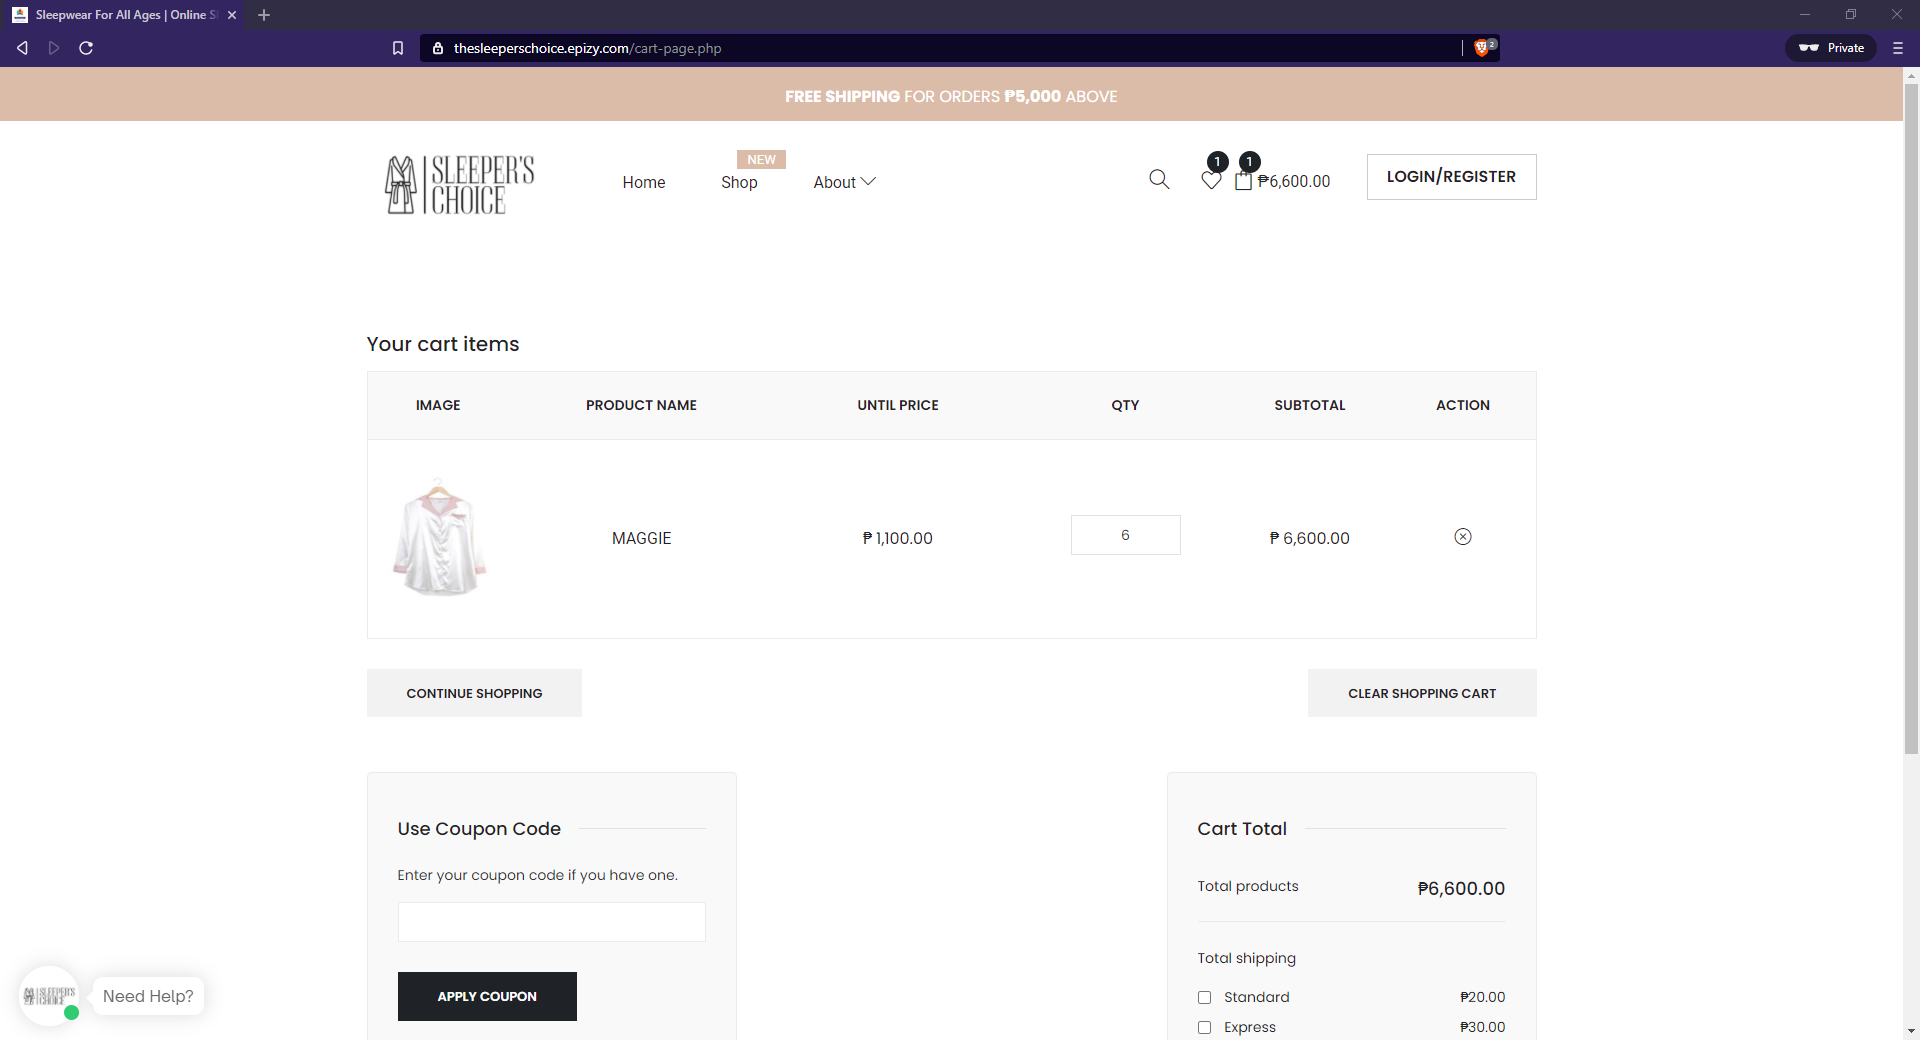 Sleepwear For All Ages | Online S
thesleeperschoice.epizy.com/cart-page.php
2
Private
FREE SHIPPING FOR ORDERS ₱5,000 ABOVE
SLEEPER'S
CHOICE
Home
NEW
Shop
About
1
1
₱6,600.00
LOGIN/REGISTER
Your cart items
IMAGE PRODUCT NAME UNTIL PRICE QTY SUBTOTAL ACTION
MAGGIE ₱ 1,100.00 6 ₱ 6,600.00
CONTINUE SHOPPING
CLEAR SHOPPING CART
Use Coupon Code
Enter your coupon code if you have one.
APPLY COUPON
Cart Total
Total products ₱6,600.00
Total shipping
Standard ₱20.00
Express ₱30.00
SLEEPER'S
CHOICE
Need Help?